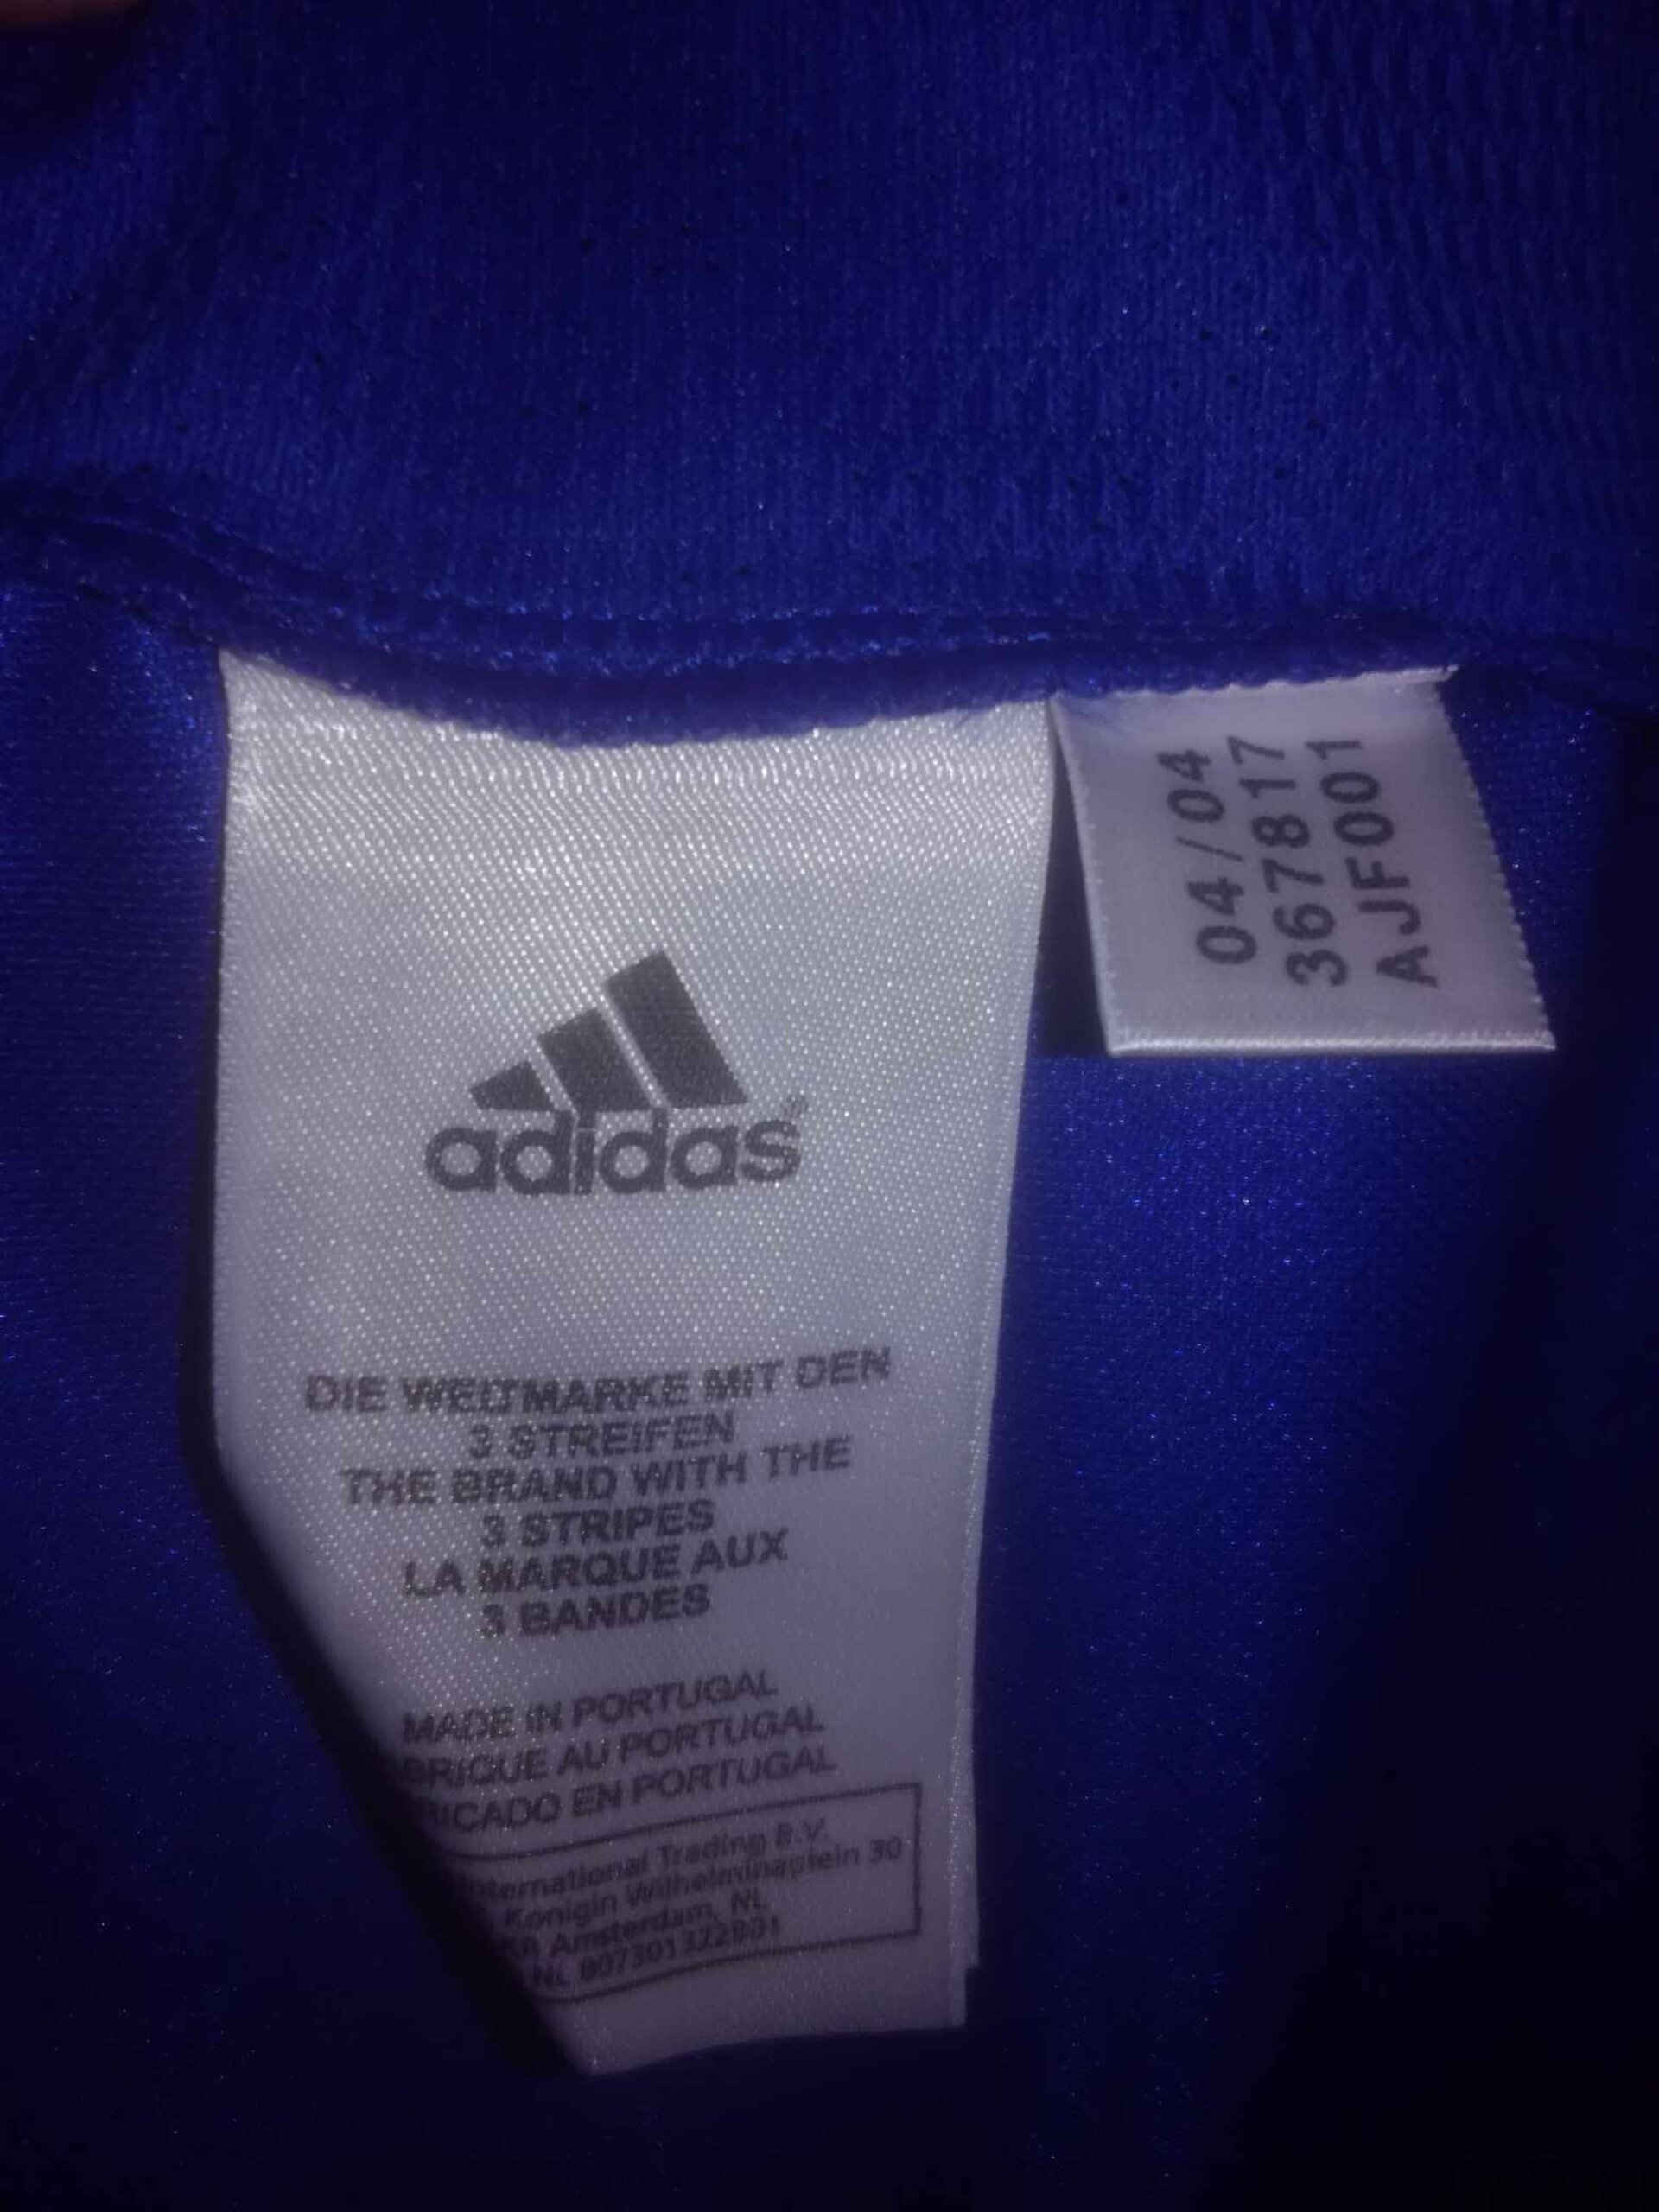 adidas
DIE WELTMARKE MIT DEN
3 STREIFEN
THE BRAND WITH THE
3 STRIPES
LA MARQUE AUX
3 BANDES
MADE IN PORTUGAL
BRIQUE AU PORTUGAL
RICADO EN PORTUGAL
International Trading B.V.
Konigin Wilhelminaplein 30
KR Amsterdam, NL
NL
04/04
367817
AJF001